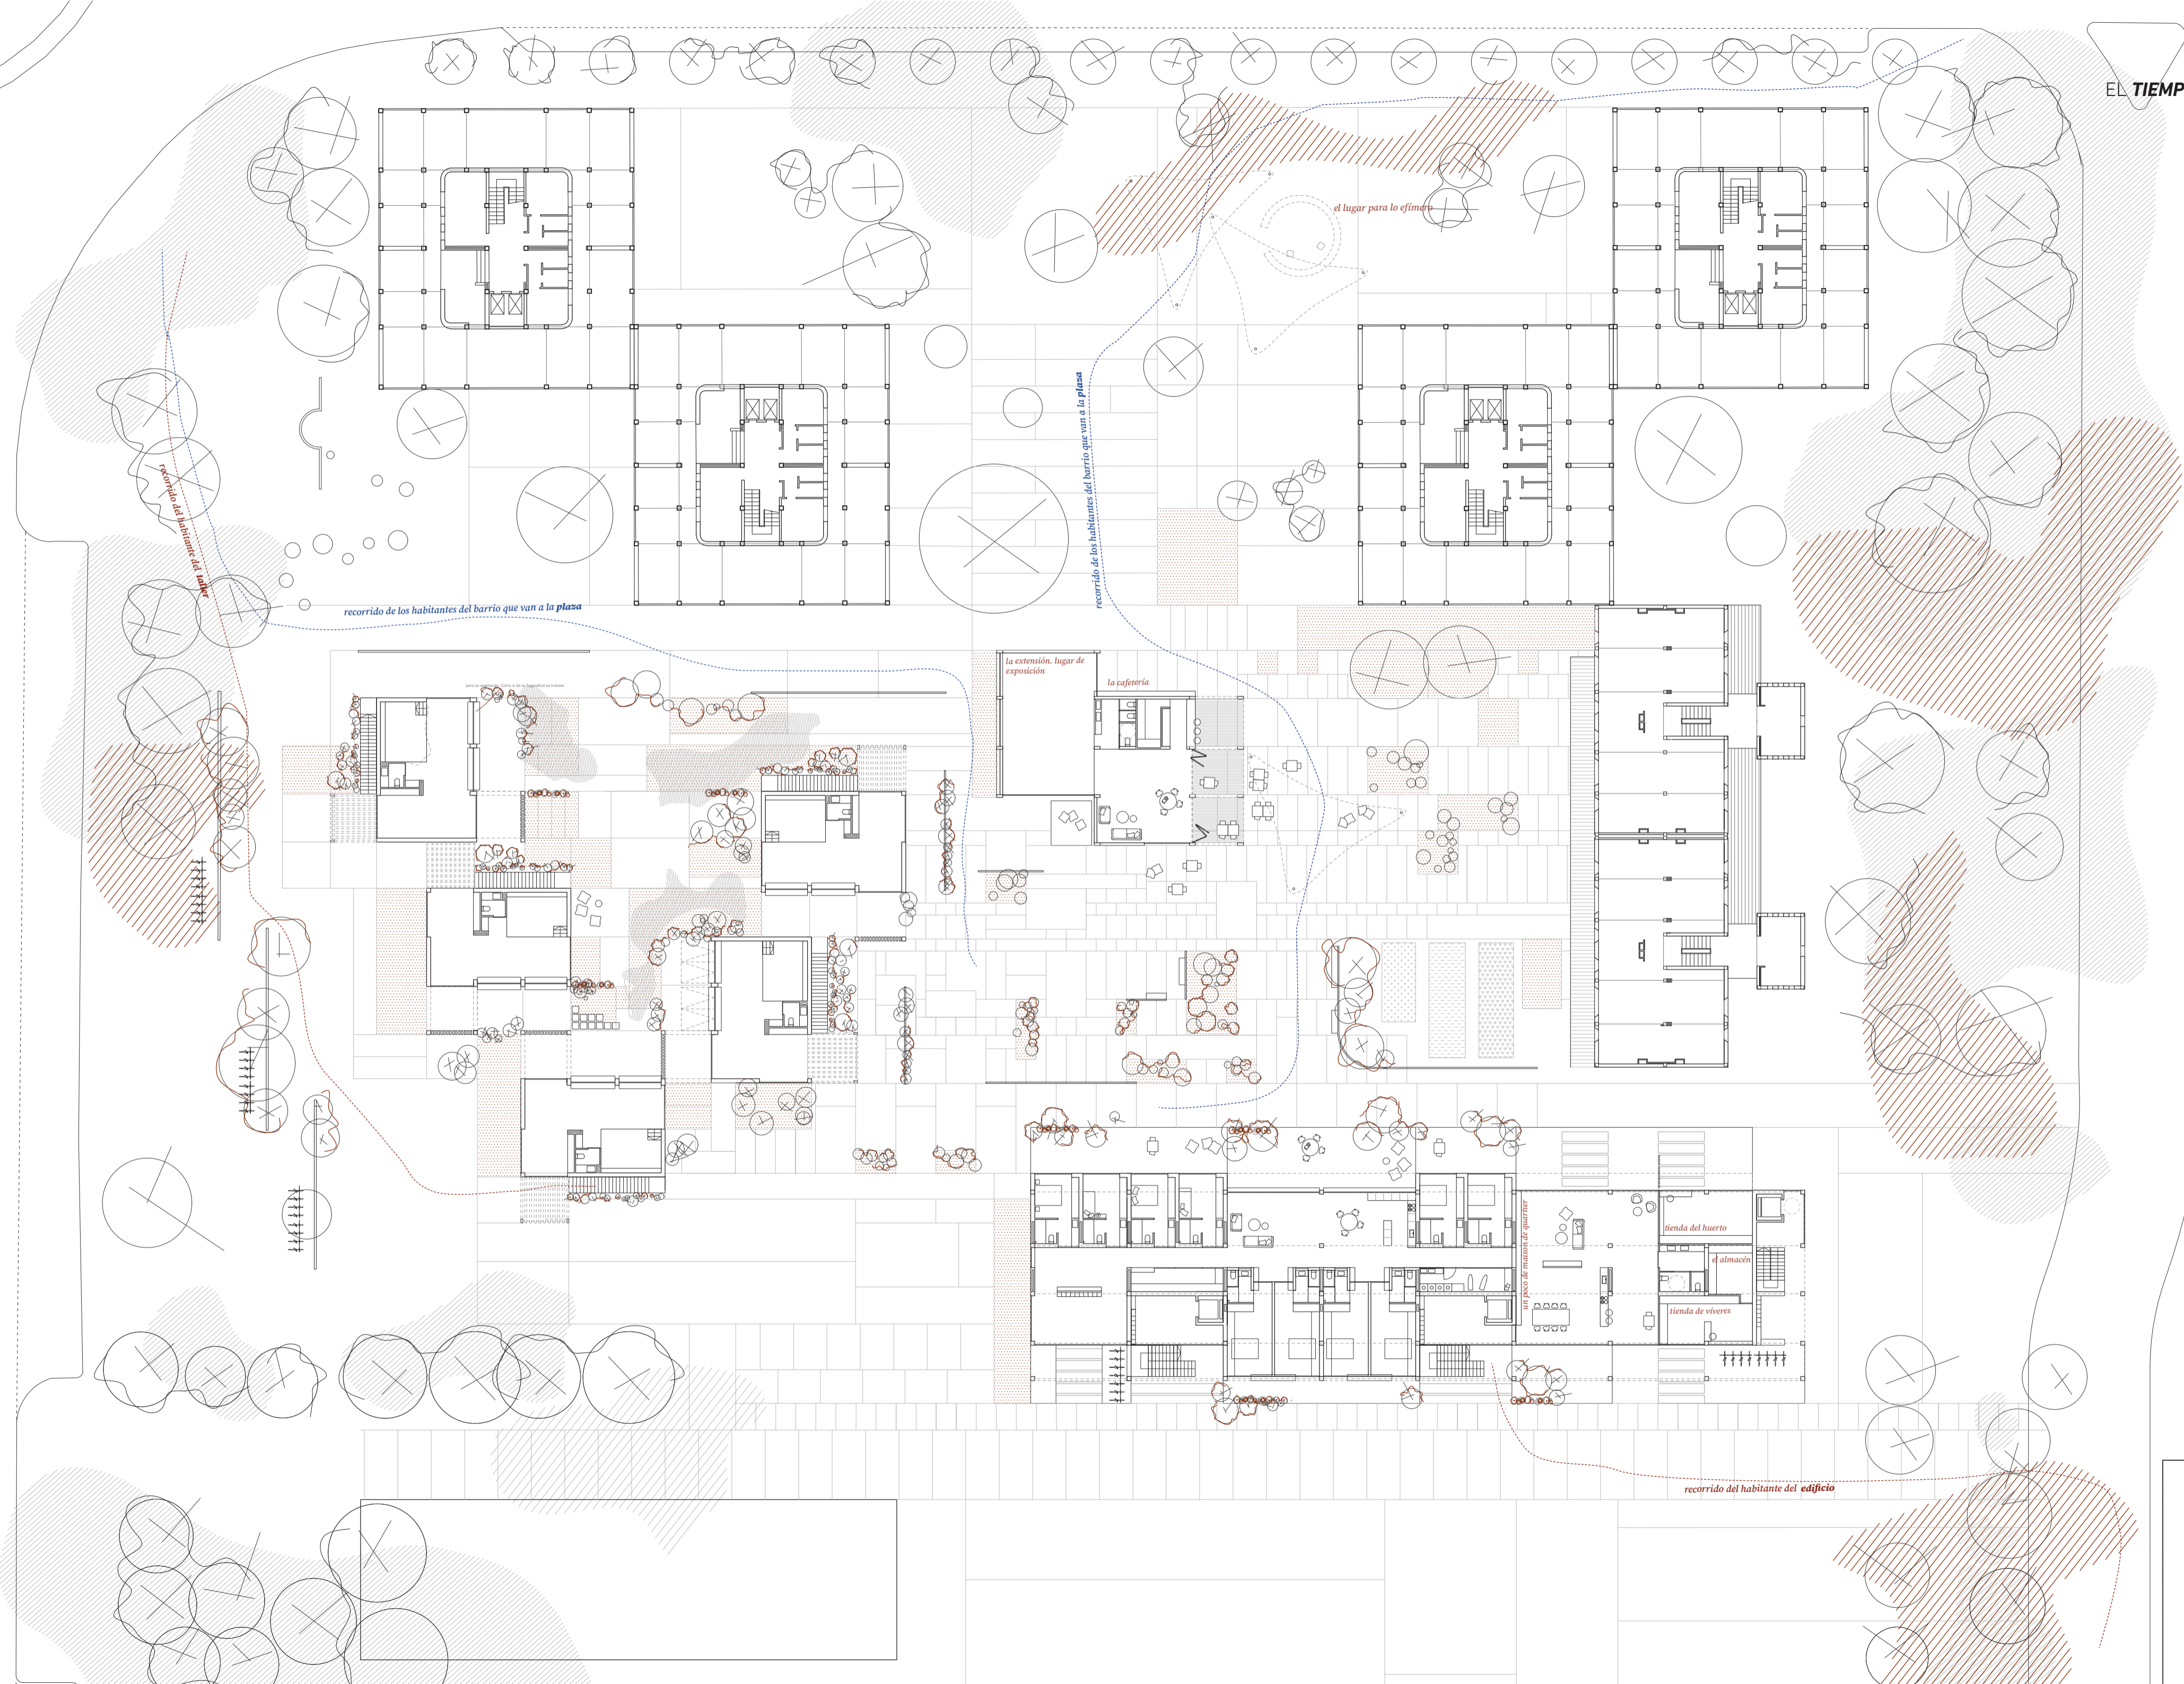 EL TIEMP
el lugar para lo efímero
recorrido de los habitantes del barrio que van a la plaza
recorrido del habitante del taller
recorrido de los habitantes del barrio que van a la plaza
la extensión. lugar de
exposición
la cafetería
un poco de maison de quartier
tienda del huerto
el almacén
tienda de víveres
recorrido del habitante del edificio